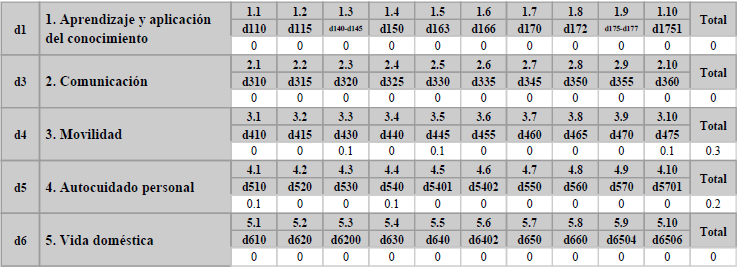 d1 1. Aprendizaje y aplicación del conocimiento 1.1 1.2 1.3 1.4 1.5 1.6 1.7 1.8 1.9 1.10 Total
d110 d115 d140-d145 d150 d163 d166 d170 d172 d175-d177 d1751
0 0 0 0 0 0 0 0 0 0 0
d3 2. Comunicación 2.1 2.2 2.3 2.4 2.5 2.6 2.7 2.8 2.9 2.10 Total
d310 d315 d320 d325 d330 d335 d345 d350 d355 d360
0 0 0 0 0 0 0 0 0 0 0
d4 3. Movilidad 3.1 3.2 3.3 3.4 3.5 3.6 3.7 3.8 3.9 3.10 Total
d410 d415 d430 d440 d445 d455 d460 d465 d470 d475
0 0 0.1 0 0.1 0 0 0 0 0.1 0.3
d5 4. Autocuidado personal 4.1 4.2 4.3 4.4 4.5 4.6 4.7 4.8 4.9 4.10 Total
d510 d520 d530 d540 d5401 d5402 d550 d560 d570 d5701
0.1 0 0 0.1 0 0 0 0 0 0 0.2
d6 5. Vida doméstica 5.1 5.2 5.3 5.4 5.5 5.6 5.7 5.8 5.9 5.10 Total
d610 d620 d6200 d630 d640 d6402 d650 d660 d6504 d6506
0 0 0 0 0 0 0 0 0 0 0